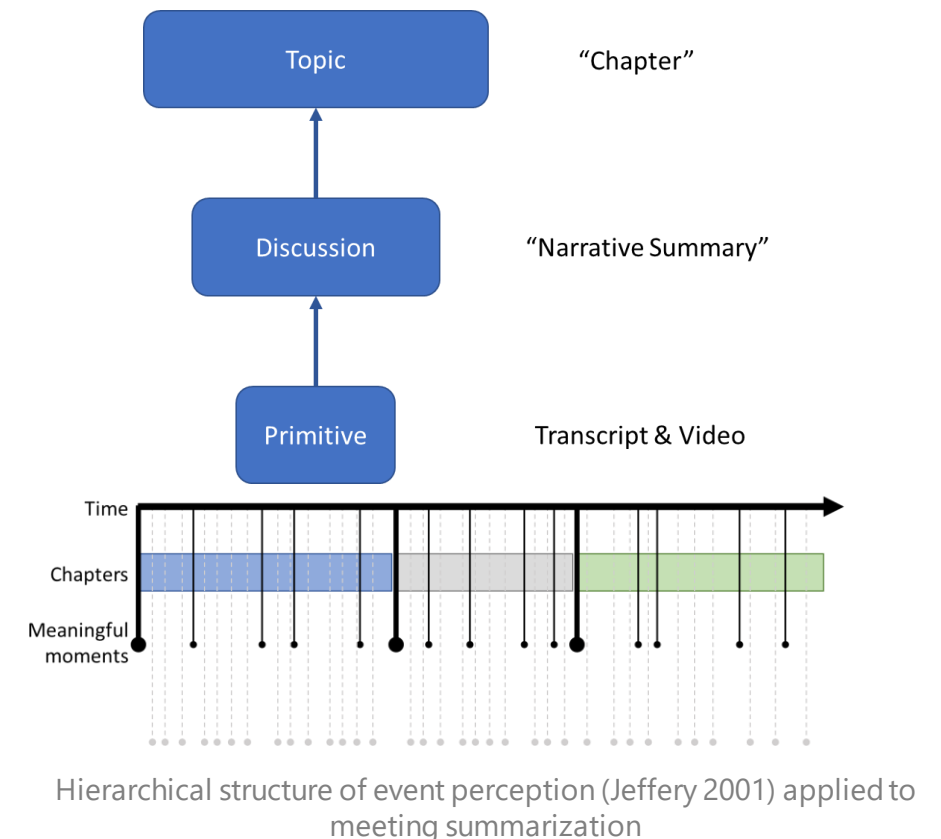 Topic
“Chapter”
Discussion
“Narrative Summary”
Primitive
Transcript & Video
Time
Chapters
Meaningful
moments
Hierarchical structure of event perception (Jeffery 2001) applied to
meeting summarization